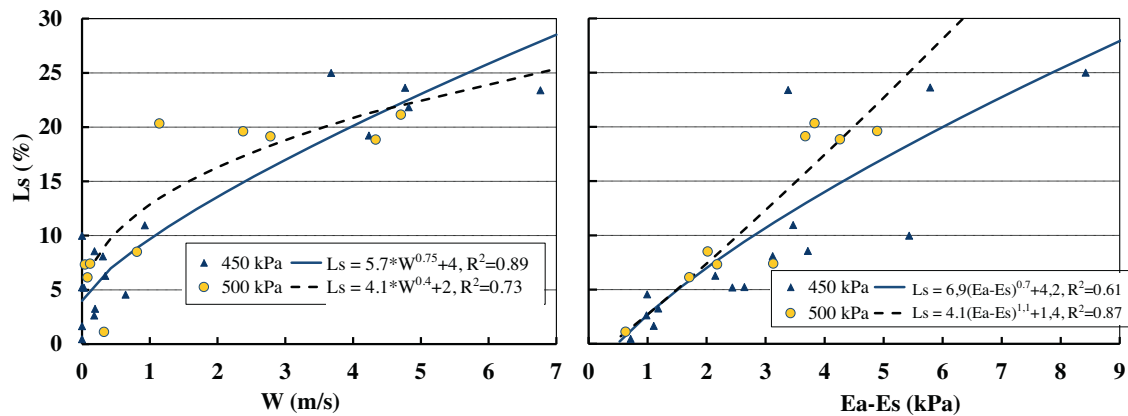 30
25
20
15
10
5
0
Ls (%)
450 kPa
Ls = 5.7*W^0.75+4, R²=0.89
500 kPa
Ls = 4.1*W^0.4+2, R²=0.73
0 1 2 3 4 5 6 7
W (m/s)
450 kPa
Ls = 6,9(Ea-Es)^0.7+4,2, R²=0.61
500 kPa
Ls = 4.1(Ea-Es)^1.1+1,4, R²=0.87
0 1 2 3 4 5 6 7 8 9
Ea-Es (kPa)